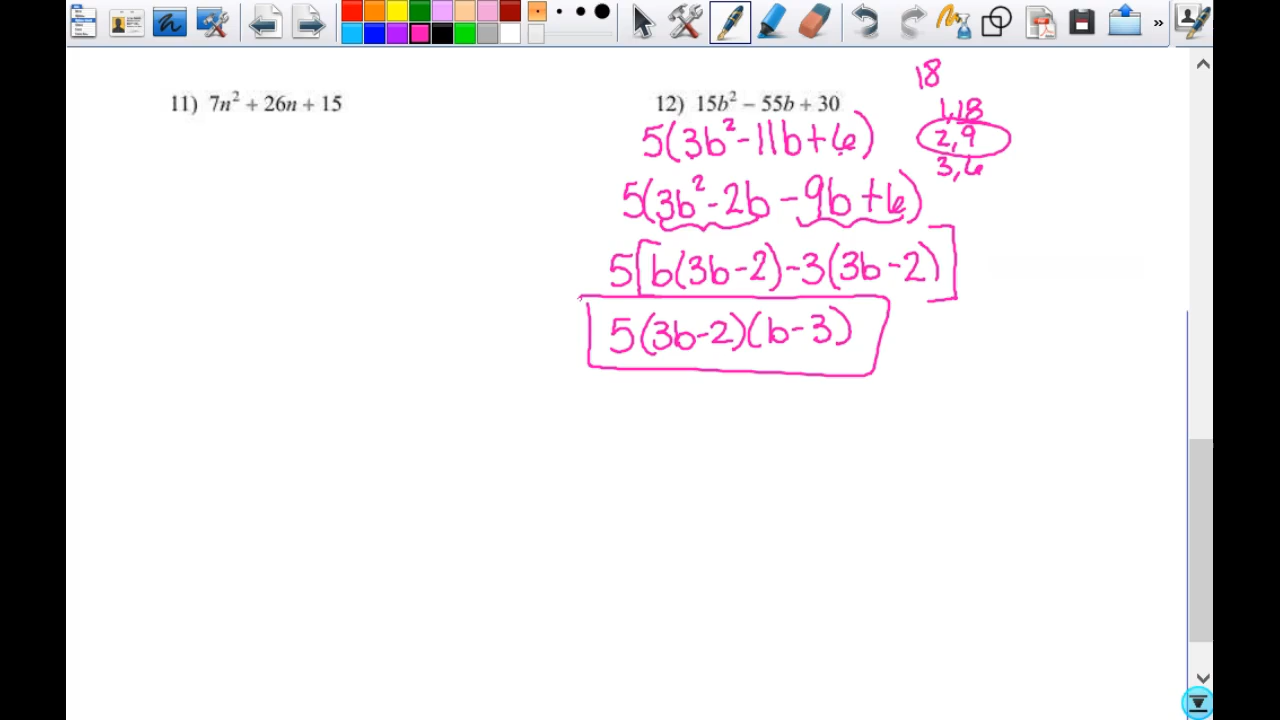 11) 7n² + 26n + 15
12) 15b² − 55b + 30
5(3b²-11b+6)
5(3b²-2b-9b+6)
5[b(3b-2)-3(3b-2)]
5(3b-2)(b-3)
18
1,18
2,9
3,6
»